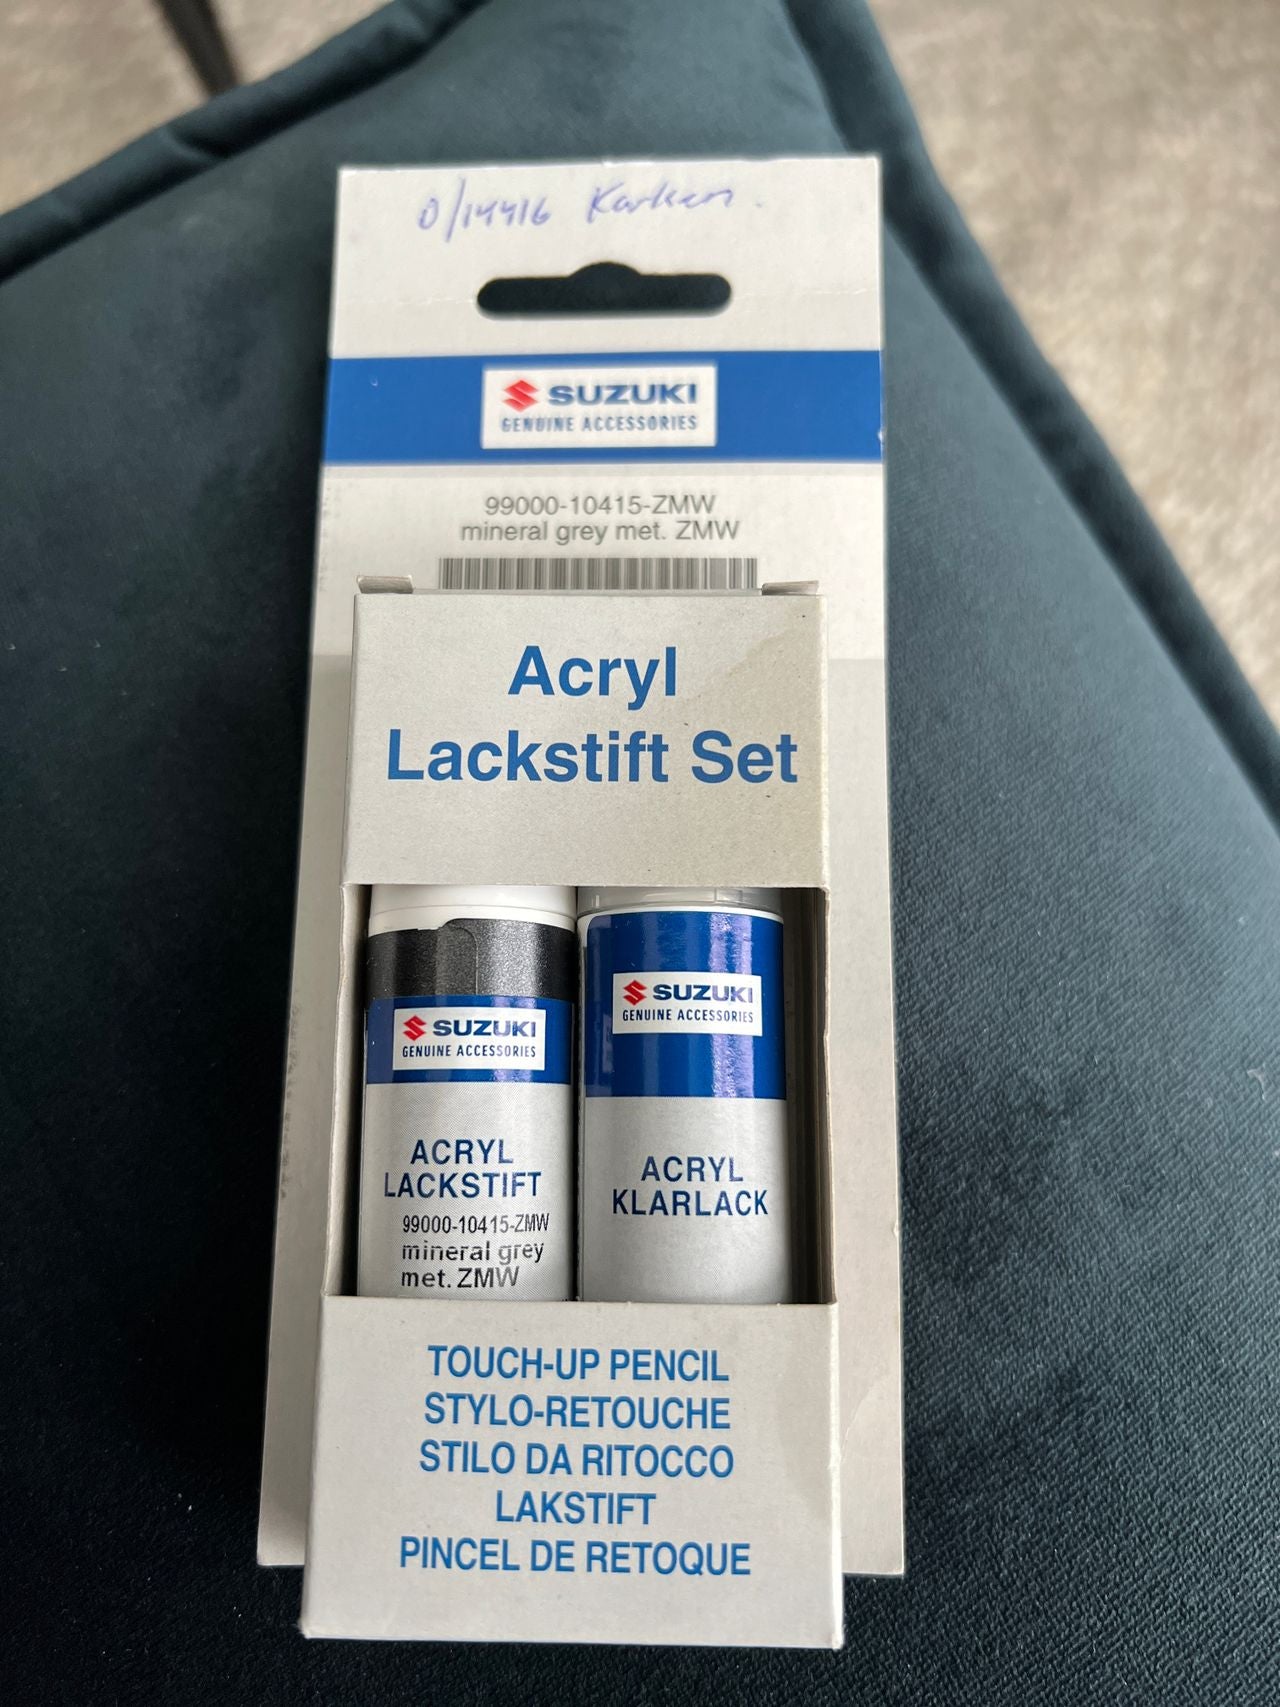 0/14416
SUZUKI
GENUINE ACCESSORIES
99000-10415-ZMW
mineral grey met. ZMW
Acryl
Lackstift Set
SUZUKI
GENUINE ACCESSORIES
ACRYL
LACKSTIFT
99000-10415-ZMW
mineral grey
met. ZMW
SUZUKI
GENUINE ACCESSORIES
ACRYL
KLARLACK
TOUCH-UP PENCIL
STYLO-RETOUCHE
STILO DA RITOCCO
LAKSTIFT
PINCEL DE RETOQUE